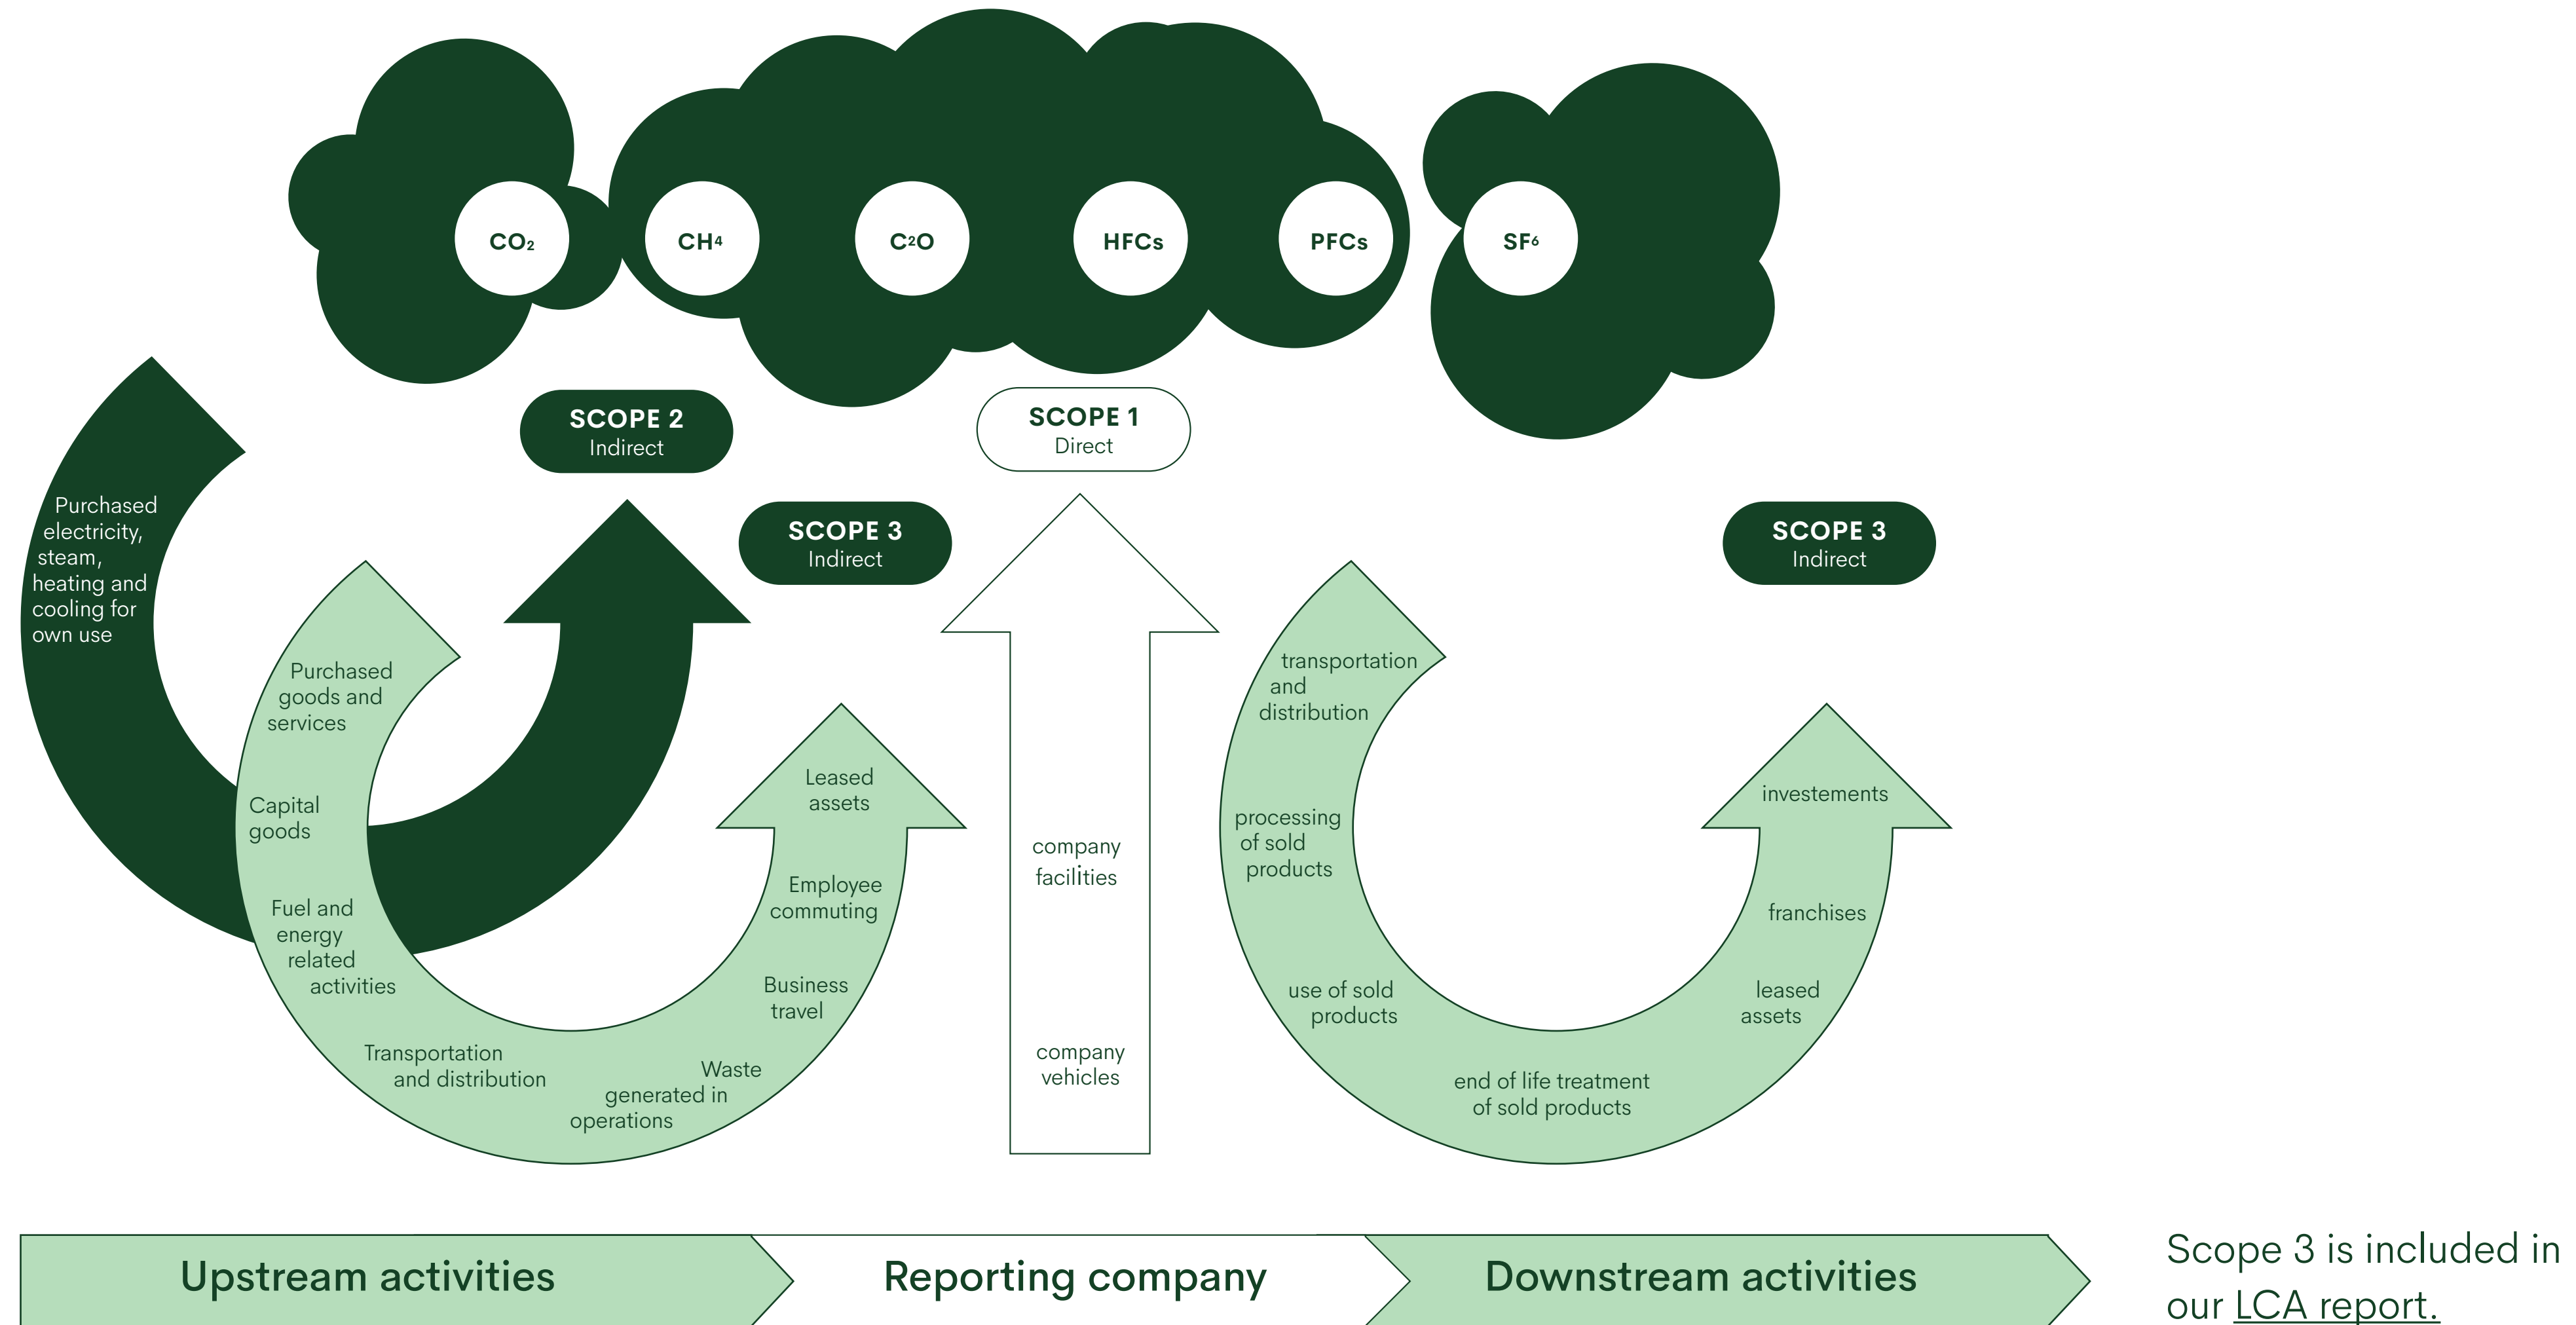 CO₂
CH⁴
C²O
HFCs
PFCs
SF⁶
SCOPE 2
Indirect
SCOPE 1
Direct
SCOPE 3
Indirect
SCOPE 3
Indirect
Purchased
electricity,
steam,
heating and
cooling for
own use
Purchased
goods and
services
Capital
goods
Fuel and
energy
related
activities
Transportation
and distribution
Waste
generated in
operations
Business
travel
Employee
commuting
Leased
assets
company
facilities
company
vehicles
transportation
and
distribution
processing
of sold
products
use of sold
products
end of life treatment
of sold products
leased
assets
franchises
investements
Upstream activities
Reporting company
Downstream activities
Scope 3 is included in
our LCA report.